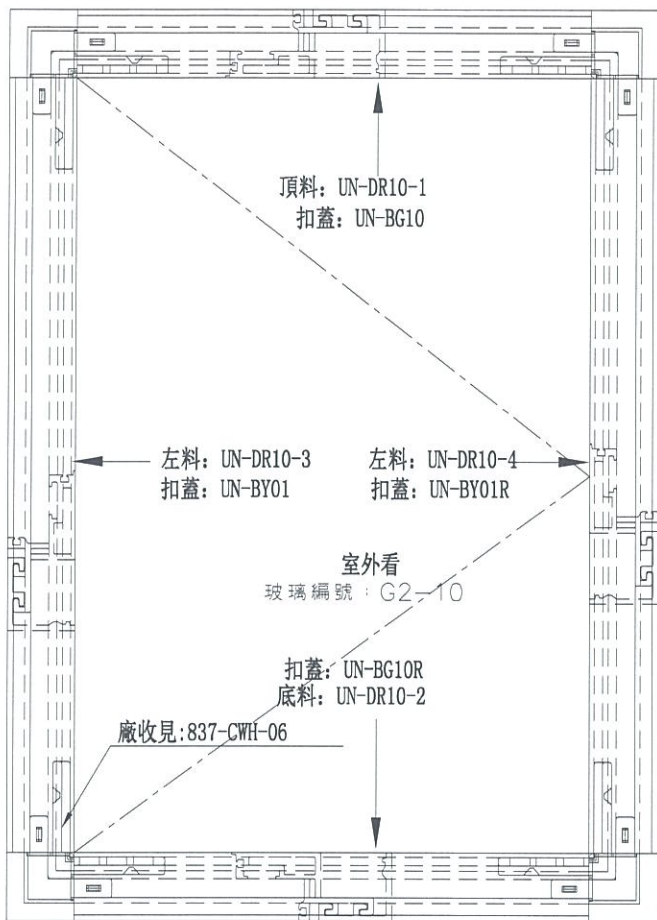 頂料: UN-DR10-1
扣蓋: UN-BG10
左料: UN-DR10-3
扣蓋: UN-BY01
左料: UN-DR10-4
扣蓋: UN-BY01R
室外看
玻璃編號：G2-10
扣蓋: UN-BG10R
底料: UN-DR10-2
廠收見:837-CWH-06